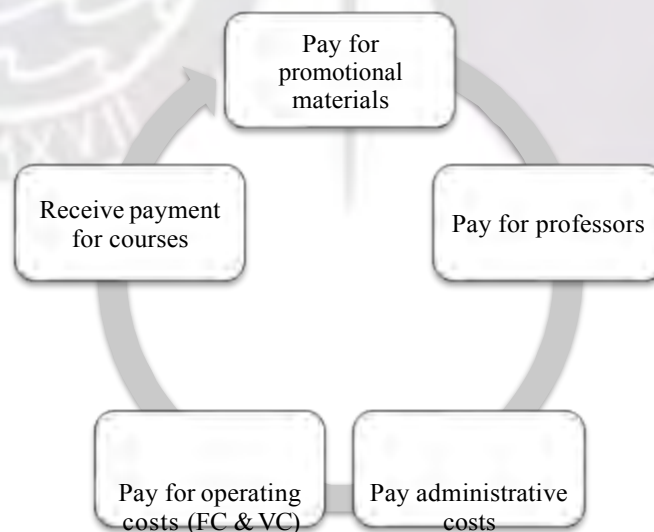 Pay for
promotional
materials
Receive payment
for courses
Pay for professors
Pay for operating
costs (FC & VC)
Pay administrative
costs